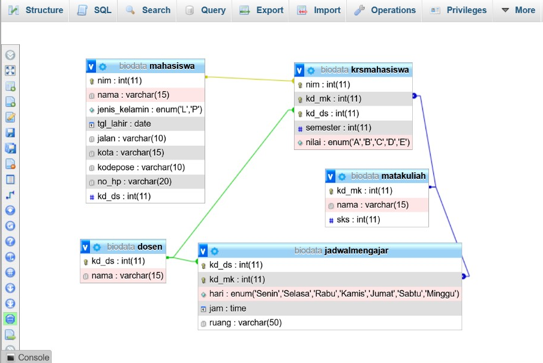 Structure SQL Search Query Export Import Operations Privileges More
biodata mahasiswa
nim : int(11)
nama : varchar(15)
jenis_kelamin : enum('L','P')
tgl_lahir : date
jalan : varchar(10)
kota : varchar(15)
kodepose : varchar(10)
no_hp : varchar(20)
kd_ds : int(11)
biodata krsmahasiswa
nim : int(11)
kd_mk : int(11)
kd_ds : int(11)
semester : int(11)
nilai : enum('A','B','C','D','E')
biodata matakuliah
kd_mk : int(11)
nama : varchar(15)
sks : int(11)
biodata dosen
kd_ds : int(11)
nama : varchar(15)
biodata jadwalmengajar
kd_ds : int(11)
kd_mk : int(11)
hari : enum('Senin','Selasa','Rabu','Kamis','Jumat','Sabtu','Minggu')
jam : time
ruang : varchar(50)
Console